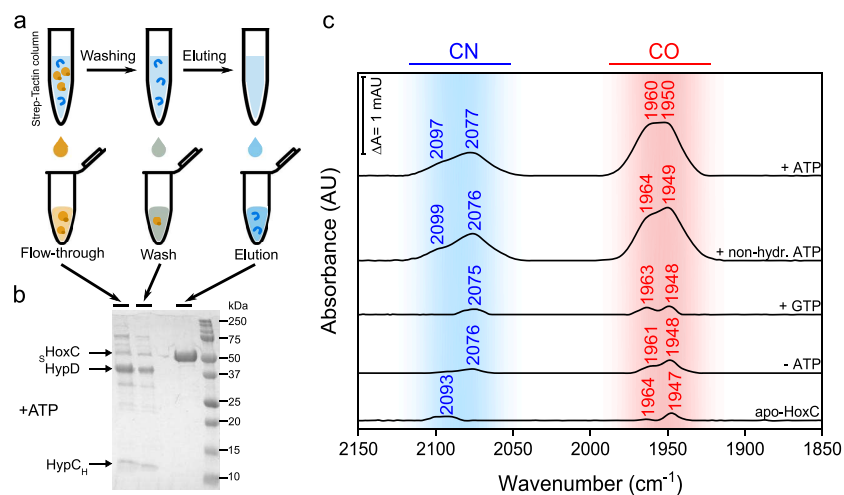 a
Strep-Tactin column
Washing
Eluting
Flow-through
Wash
Elution
b
kDa
250
75
50
37
25
20
15
10
SHoxC
HypD
+ATP
HypCH
c
CN
CO
ΔA= 1 mAU
2097
2077
1960
1950
+ ATP
2099
2076
1964
1949
+ non-hydr. ATP
2075
1963
1948
+ GTP
2076
1961
1948
- ATP
2093
1964
1947
apo-HoxC
Absorbance (AU)
2150 2100 2050 2000 1950 1900 1850
Wavenumber (cm⁻¹)